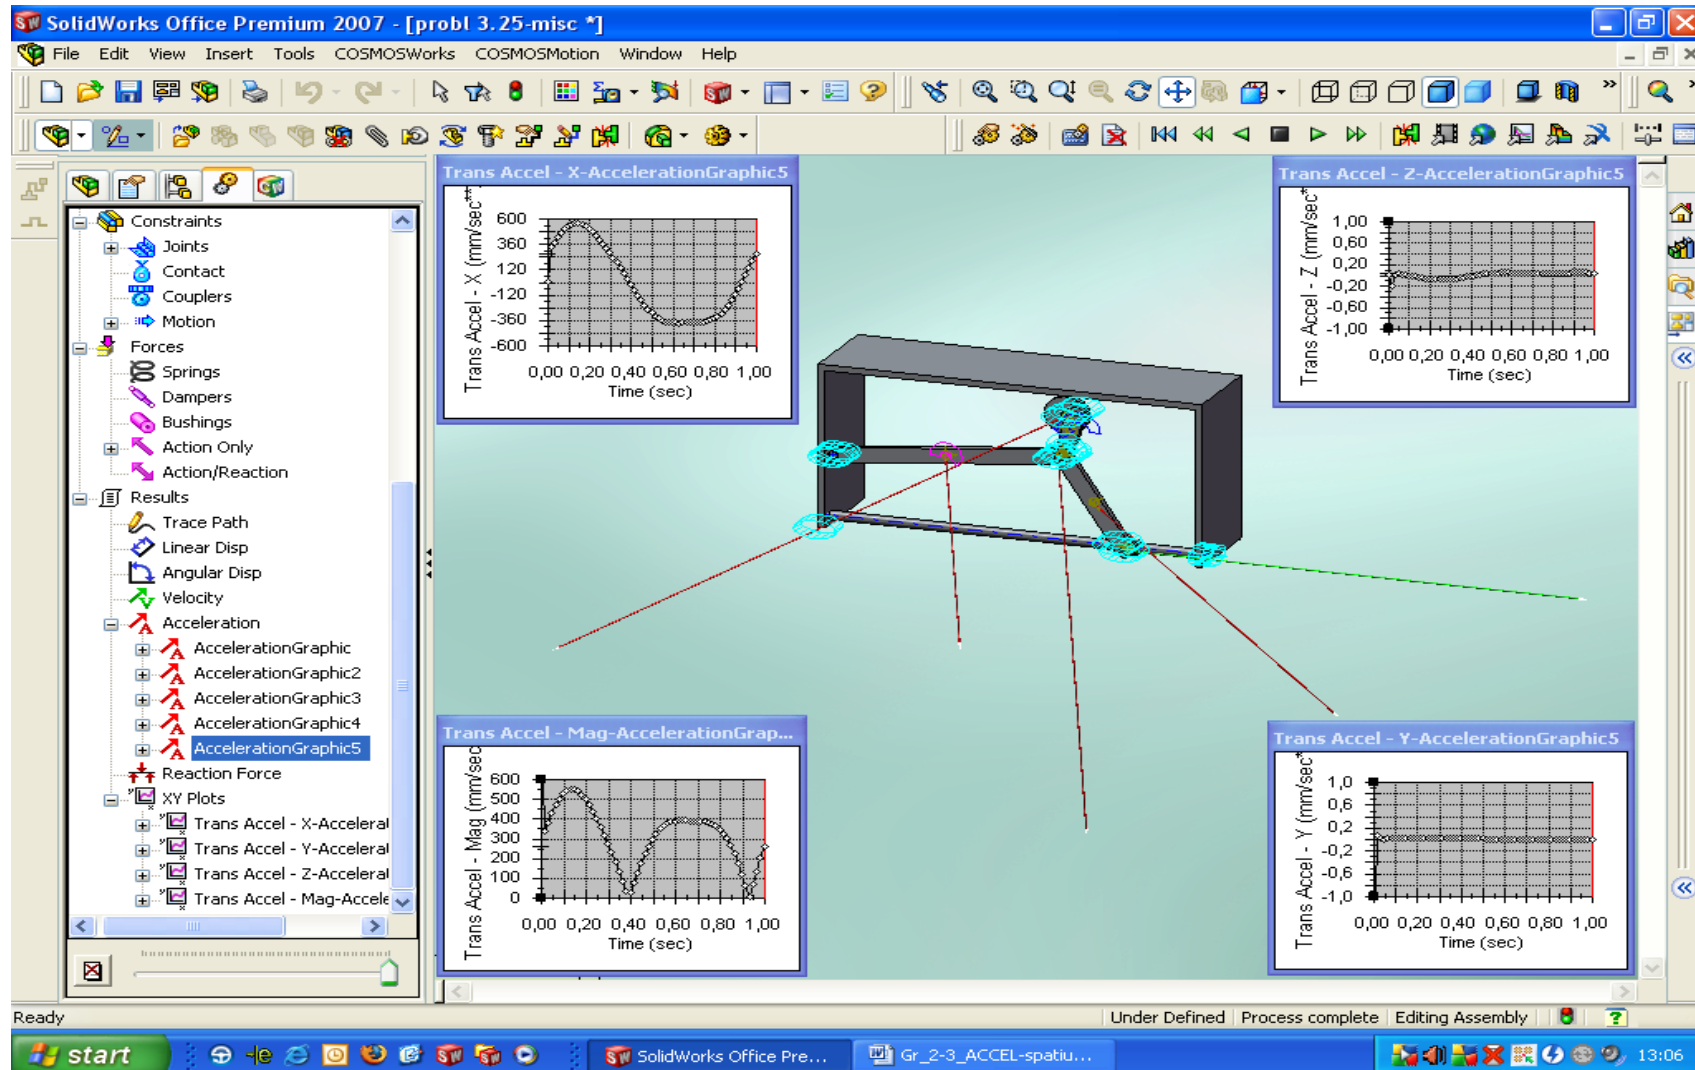 SolidWorks Office Premium 2007 - [probl 3.25-misc *]
File Edit View Insert Tools COSMOSWorks COSMOSMotion Window Help
Constraints
Joints
Contact
Couplers
Motion
Forces
Springs
Dampers
Bushings
Action Only
Action/Reaction
Results
Trace Path
Linear Disp
Angular Disp
Velocity
Acceleration
AccelerationGraphic
AccelerationGraphic2
AccelerationGraphic3
AccelerationGraphic4
AccelerationGraphic5
Reaction Force
XY Plots
Trans Accel - X-Accelerat
Trans Accel - Y-Accelerat
Trans Accel - Z-Accelerat
Trans Accel - Mag-Accele
Trans Accel - X-AccelerationGraphic5
Trans Accel - X (mm/sec**
600
360
120
-120
-360
-600
0,00 0,20 0,40 0,60 0,80 1,00
Time (sec)
Trans Accel - Z-AccelerationGraphic5
Trans Accel - Z (mm/sec*
1,00
0,60
0,20
-0,20
-0,60
-1,00
0,00 0,20 0,40 0,60 0,80 1,00
Time (sec)
Trans Accel - Mag-AccelerationGrap...
Trans Accel - Mag (mm/sec
600
500
400
300
200
100
0
0,00 0,20 0,40 0,60 0,80 1,00
Time (sec)
Trans Accel - Y-AccelerationGraphic5
Trans Accel - Y (mm/sec*
1,0
0,6
0,2
-0,2
-0,6
-1,0
0,00 0,20 0,40 0,60 0,80 1,00
Time (sec)
Ready
Under Defined Process complete Editing Assembly
start
SolidWorks Office Pre...
Gr_2-3_ACCEL-spatiu...
13:06